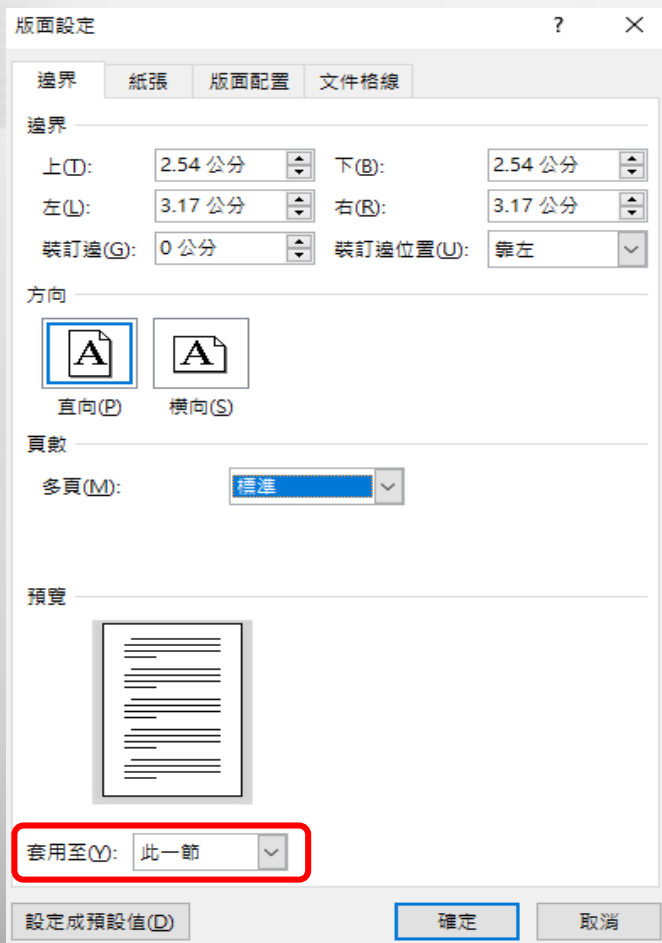 版面設定 ?
邊界 紙張 版面配置 文件格線
邊界
上(T): 2.54 公分 下(B): 2.54 公分
左(L): 3.17 公分 右(R): 3.17 公分
裝訂邊(G): 0 公分 裝訂邊位置(U): 靠左
方向
A A
直向(P) 橫向(S)
頁數
多頁(M): 標準
預覽
套用至(Y): 此一節
設定成預設值(D) 確定 取消